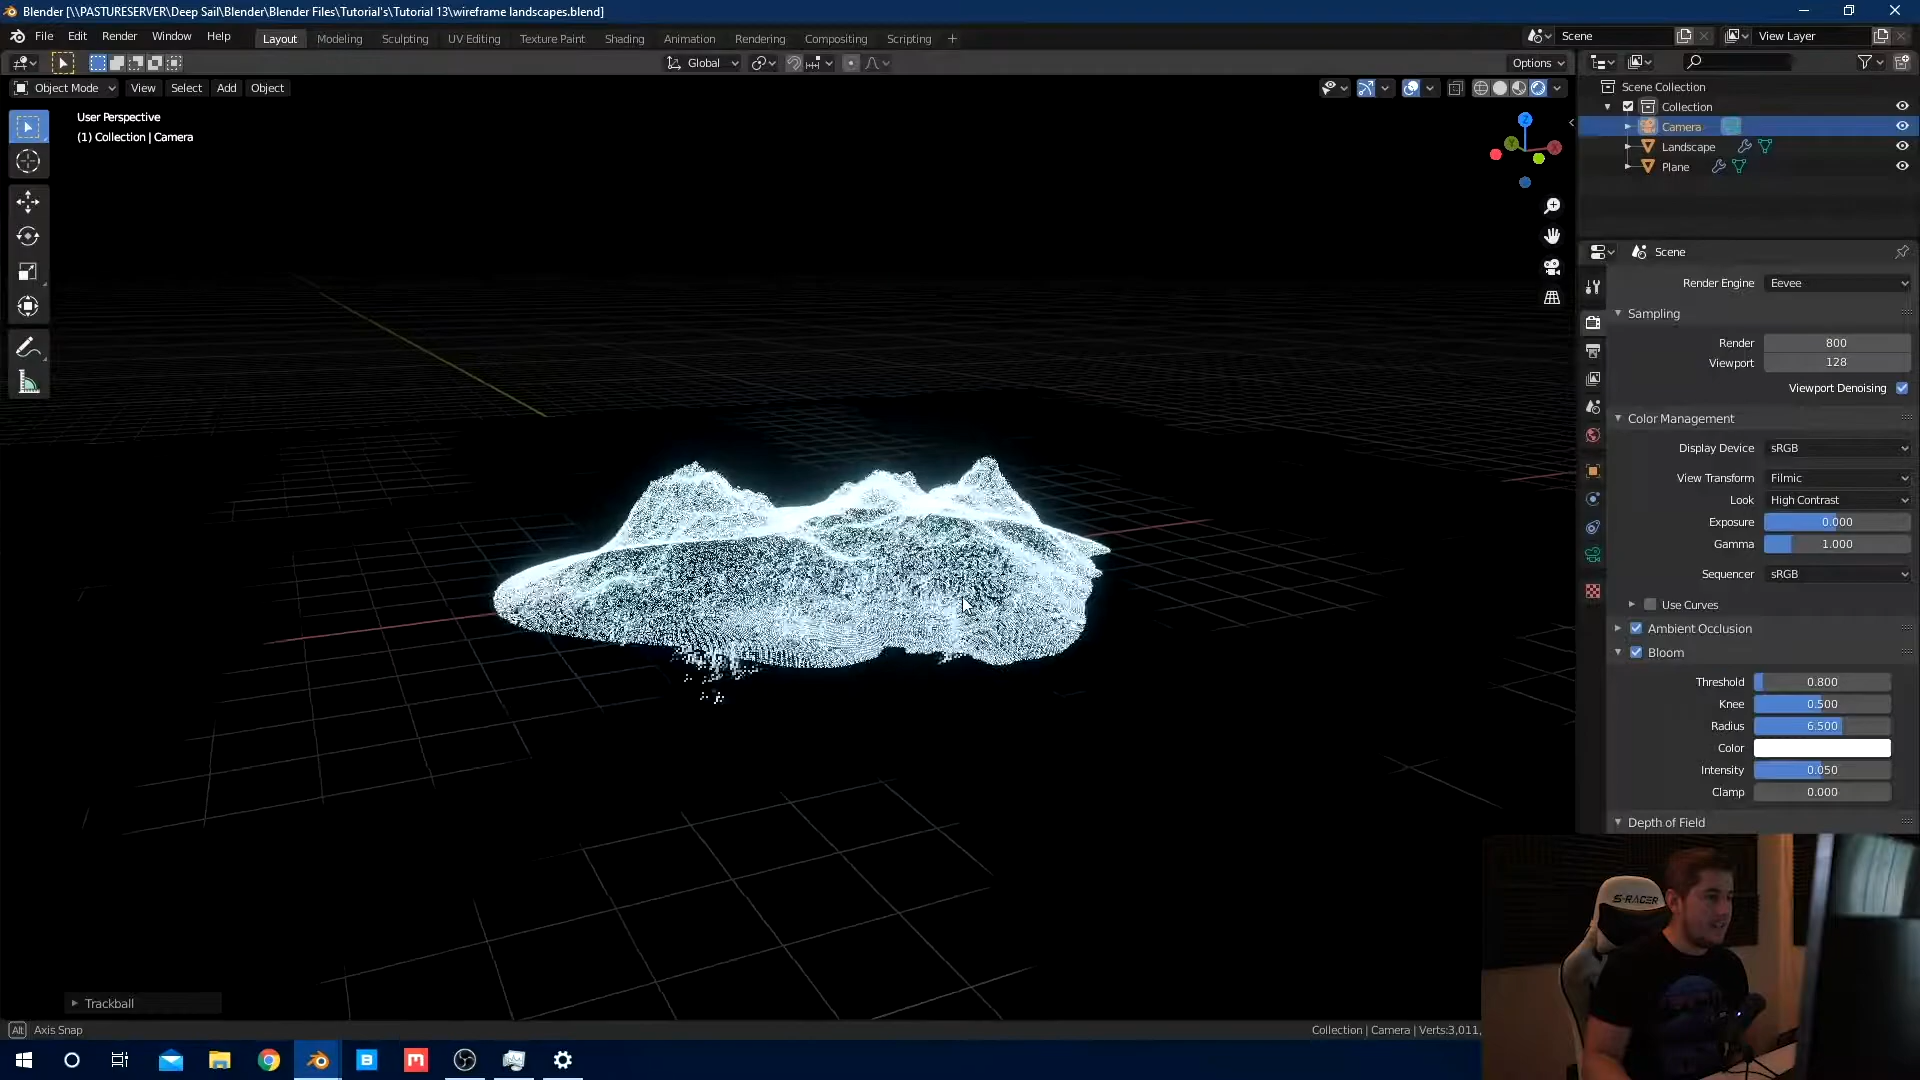 Blender [\\PASTURESERVER\Deep Sail\Blender\Blender Files\Tutorial's\Tutorial 13\wireframe landscapes.blend]
File Edit Render Window Help Layout Modeling Sculpting UV Editing Texture Paint Shading Animation Rendering Compositing Scripting + Scene View Layer
Global Options
Object Mode View Select Add Object
User Perspective
(1) Collection | Camera
Z
Scene Collection
Collection
Camera
Landscape
Plane
Scene
Render Engine Eevee
Sampling
Render 800
Viewport 128
Viewport Denoising
Color Management
Display Device sRGB
View Transform Filmic
Look High Contrast
Exposure 0.000
Gamma 1.000
Sequencer sRGB
Use Curves
Ambient Occlusion
Bloom
Threshold 0.800
Knee 0.500
Radius 6.500
Color
Intensity 0.050
Clamp 0.000
Depth of Field
S-RACER
Trackball
Alt Axis Snap
Collection | Camera | Verts:3,011,